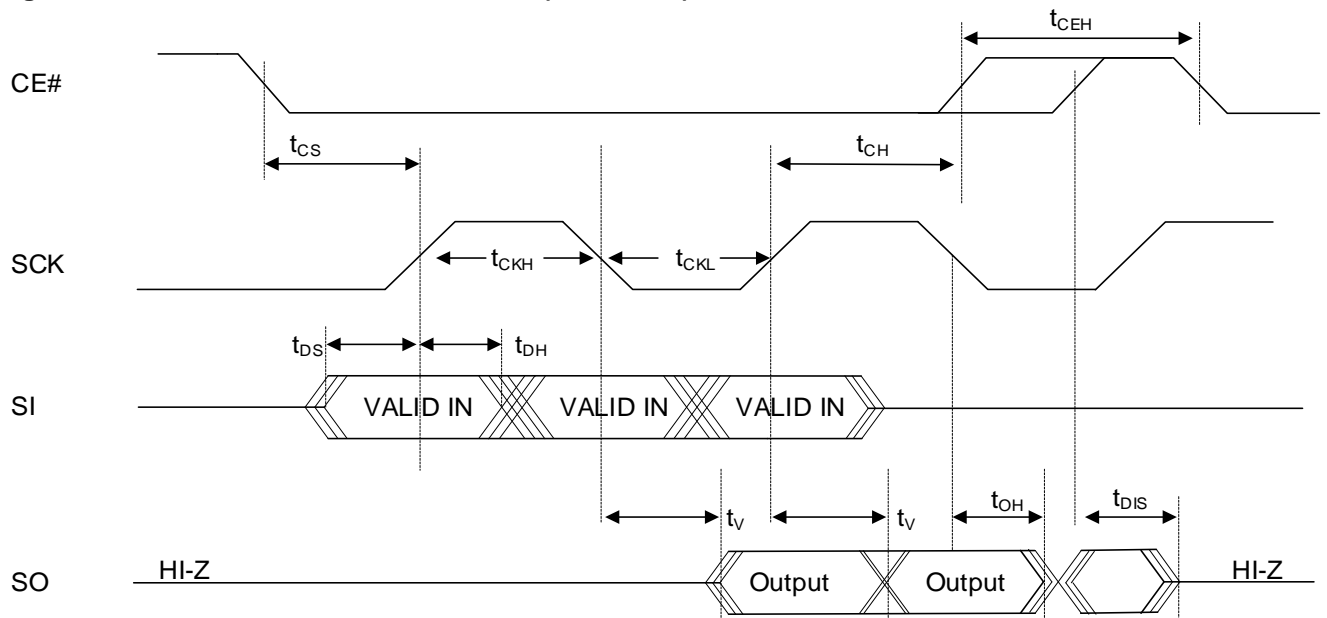 tCEH
CE#
tCS
tCH
SCK
tCKH
tCKL
tDS
tDH
SI
VALID IN
VALID IN
VALID IN
tV
tV
tOH
tDIS
SO
HI-Z
Output
Output
HI-Z